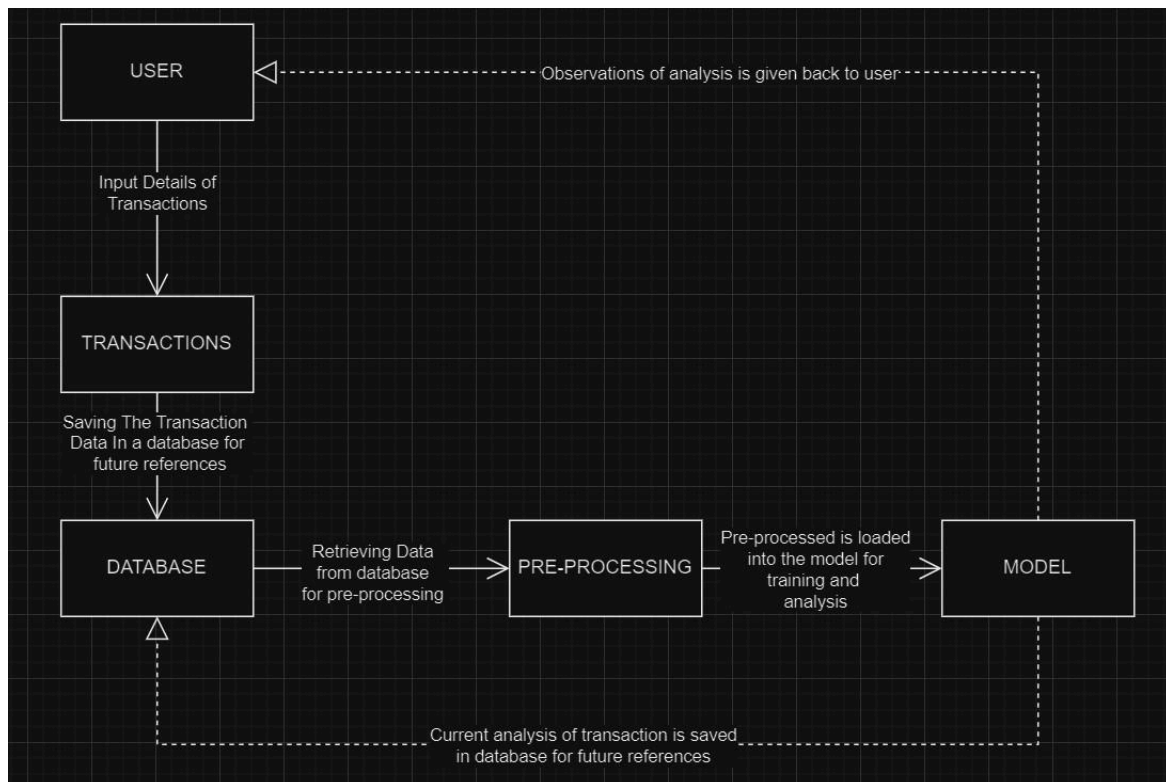 USER
Observations of analysis is given back to user
Input Details of
Transactions
TRANSACTIONS
Saving The Transaction
Data In a database for
future references
DATABASE
Retrieving Data
from database
for pre-processing
PRE-PROCESSING
Pre-processed is loaded
into the model for
training and
analysis
MODEL
Current analysis of transaction is saved
in database for future references